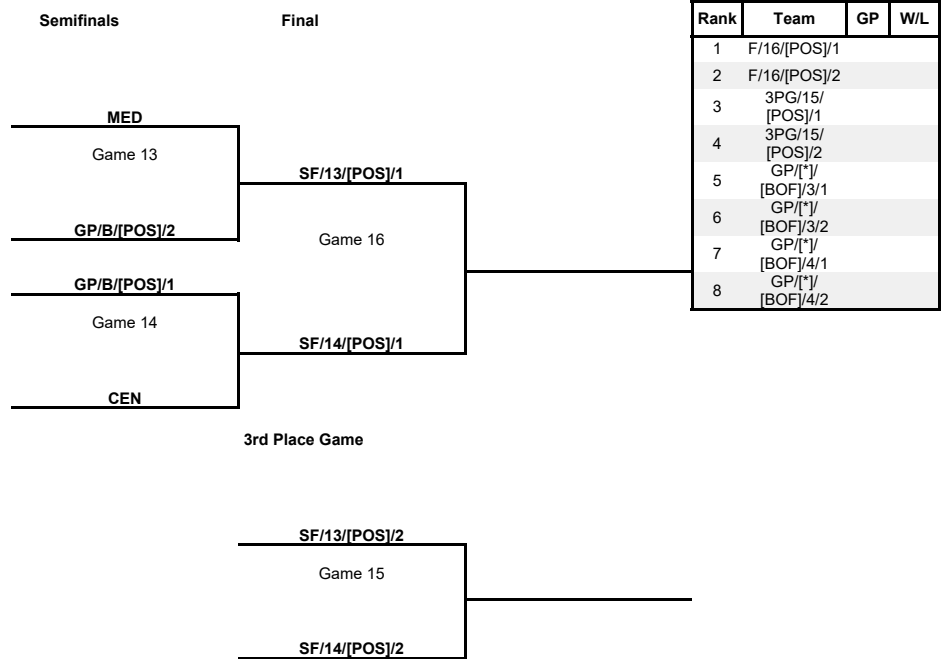 Semifinals
Final
MED
Game 13
GP/B/[POS]/2
GP/B/[POS]/1
Game 14
CEN
SF/13/[POS]/1
Game 16
SF/14/[POS]/1
3rd Place Game
SF/13/[POS]/2
Game 15
SF/14/[POS]/2
Rank Team GP W/L
1 F/16/[POS]/1
2 F/16/[POS]/2
3 3PG/15/
[POS]/1
4 3PG/15/
[POS]/2
5 GP/[*]/
[BOF]/3/1
6 GP/[*]/
[BOF]/3/2
7 GP/[*]/
[BOF]/4/1
8 GP/[*]/
[BOF]/4/2